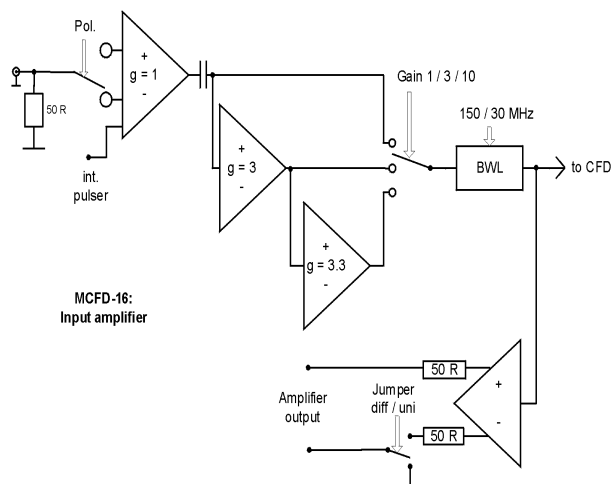 Pol.
+
g = 1
-
50 R
int.
pulser
Gain 1 / 3 / 10
150 / 30 MHz
BWL
to CFD
+
g = 3
-
+
g = 3.3
-
MCFD-16:
Input amplifier
50 R
+
-
50 R
Amplifier
output
Jumper
diff / uni